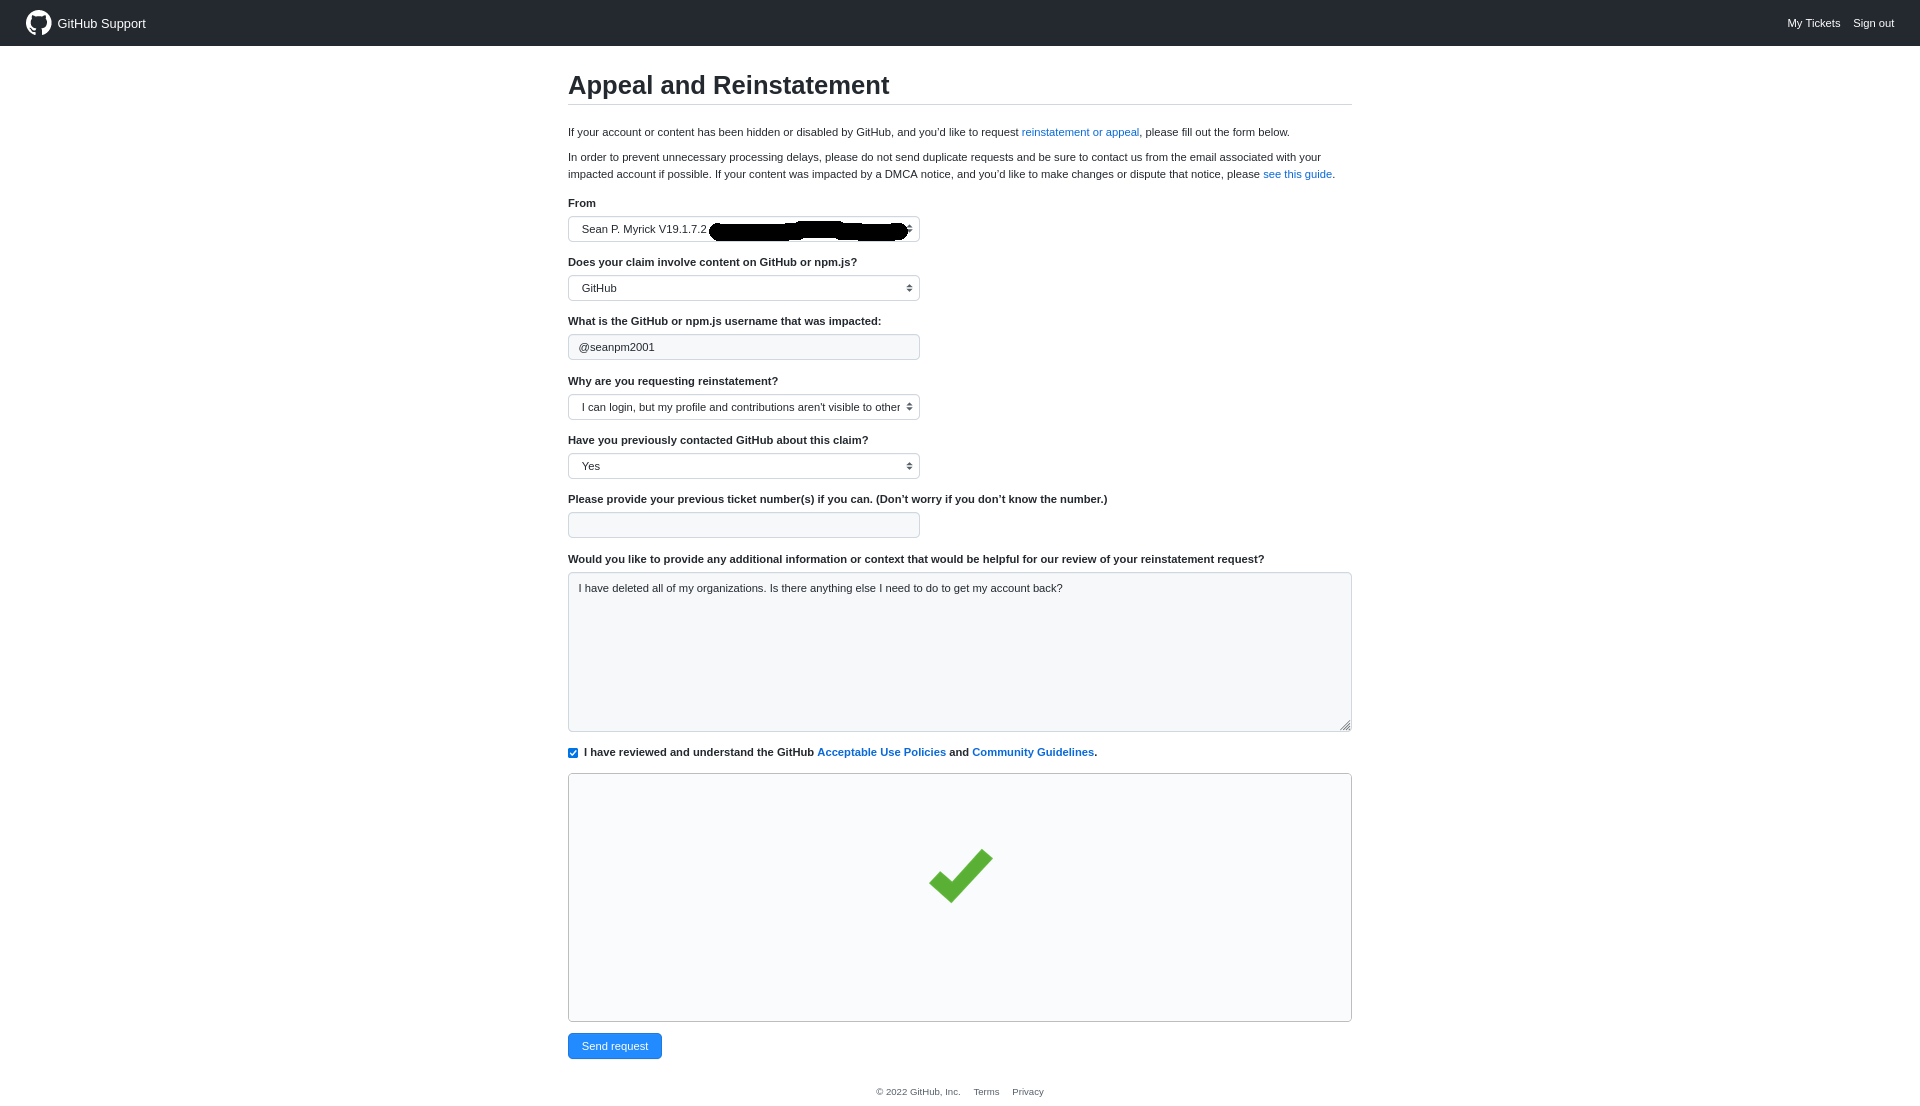 GitHub Support
My Tickets
Sign out
Appeal and Reinstatement
If your account or content has been hidden or disabled by GitHub, and you’d like to request reinstatement or appeal, please fill out the form below.
In order to prevent unnecessary processing delays, please do not send duplicate requests and be sure to contact us from the email associated with your
impacted account if possible. If your content was impacted by a DMCA notice, and you’d like to make changes or dispute that notice, please see this guide.
From
Sean P. Myrick V19.1.7.2
Does your claim involve content on GitHub or npm.js?
GitHub
What is the GitHub or npm.js username that was impacted:
@seanpm2001
Why are you requesting reinstatement?
I can login, but my profile and contributions aren't visible to other
Have you previously contacted GitHub about this claim?
Yes
Please provide your previous ticket number(s) if you can. (Don’t worry if you don’t know the number.)
Would you like to provide any additional information or context that would be helpful for our review of your reinstatement request?
I have deleted all of my organizations. Is there anything else I need to do to get my account back?
I have reviewed and understand the GitHub Acceptable Use Policies and Community Guidelines.
Send request
© 2022 GitHub, Inc.
Terms
Privacy